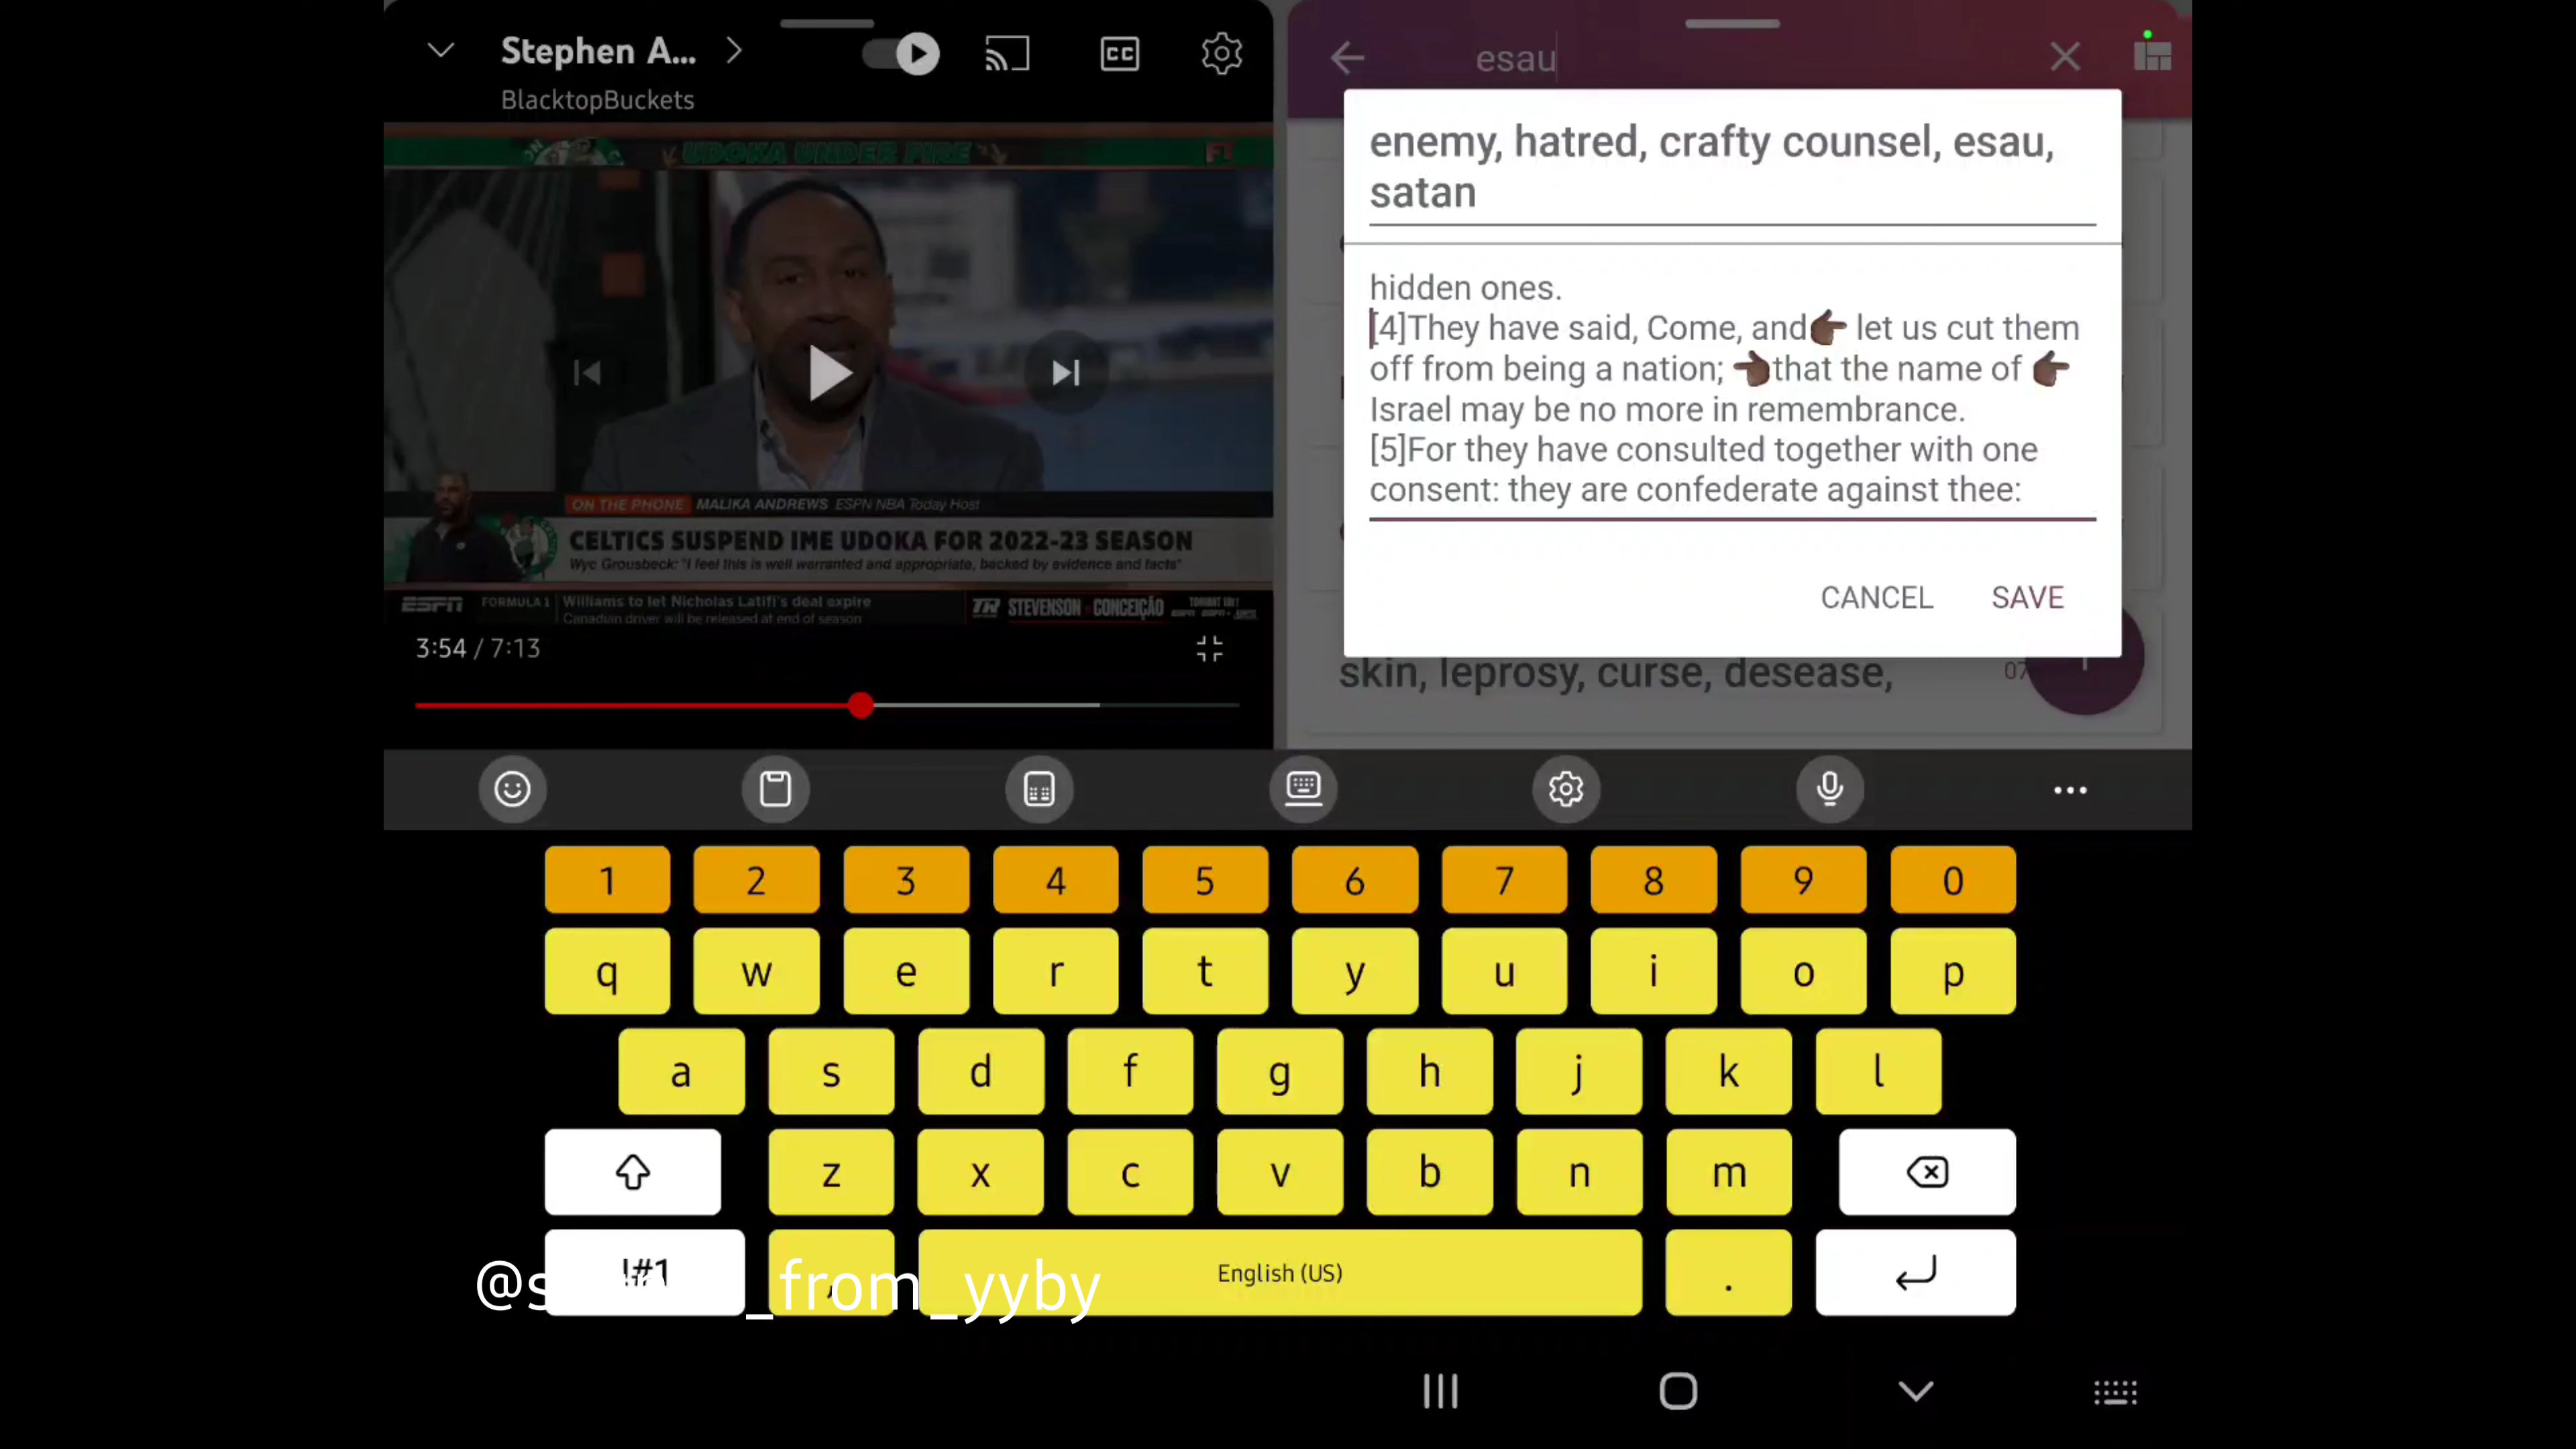 Stephen A...
BlacktopBuckets
CC
UDOKA UNDER FIRE
FT
ON THE PHONE MALIKA ANDREWS ESPN NBA Today Host
CELTICS SUSPEND IME UDOKA FOR 2022-23 SEASON
Wyc Grousbeck: "I feel this is well warranted and appropriate, backed by evidence and facts"
ESPN FORMULA 1 Williams to let Nicholas Latifi's deal expire
Canadian driver will be released at end of season
TR STEVENSON CONCEIÇÃO TONIGHT
3:54 / 7:13
esau
enemy, hatred, crafty counsel, esau,
satan
hidden ones.
[4]They have said, Come, and👉🏿 let us cut them
off from being a nation; 👈🏿that the name of 👉🏿
Israel may be no more in remembrance.
[5]For they have consulted together with one
consent: they are confederate against thee:
CANCEL SAVE
skin, leprosy, curse, desease,
07
1 2 3 4 5 6 7 8 9 0
q w e r t y u i o p
a s d f g h j k l
z x c v b n m
!#1 , English (US) .
_from_yyby